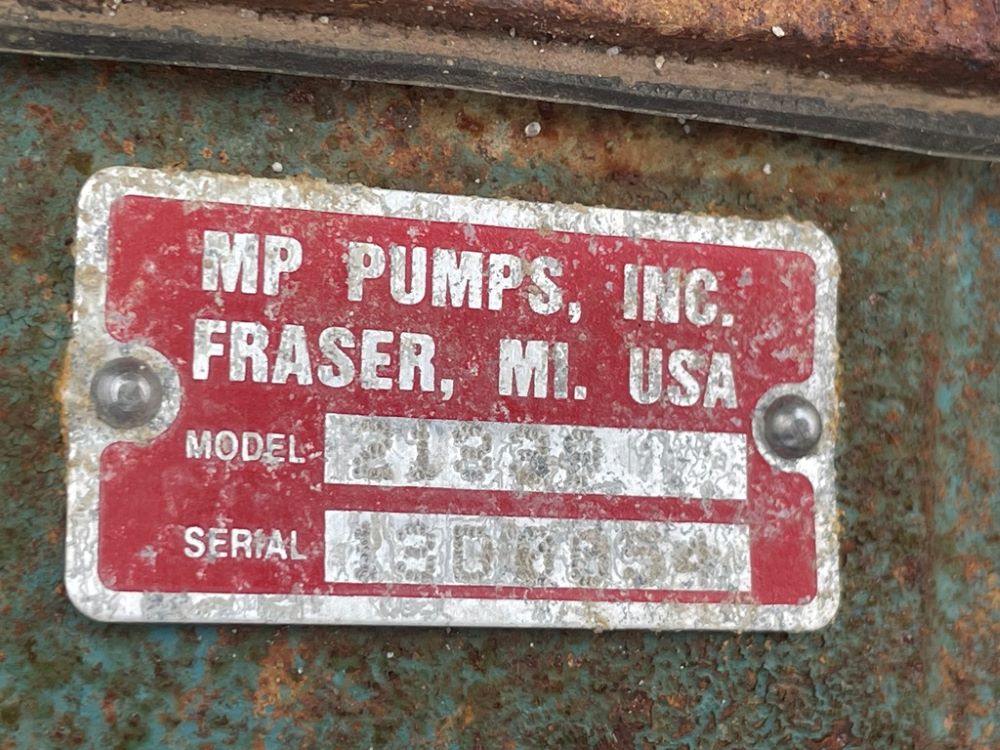 MP PUMPS, INC.
FRASER, MI. USA
MODEL
SERIAL